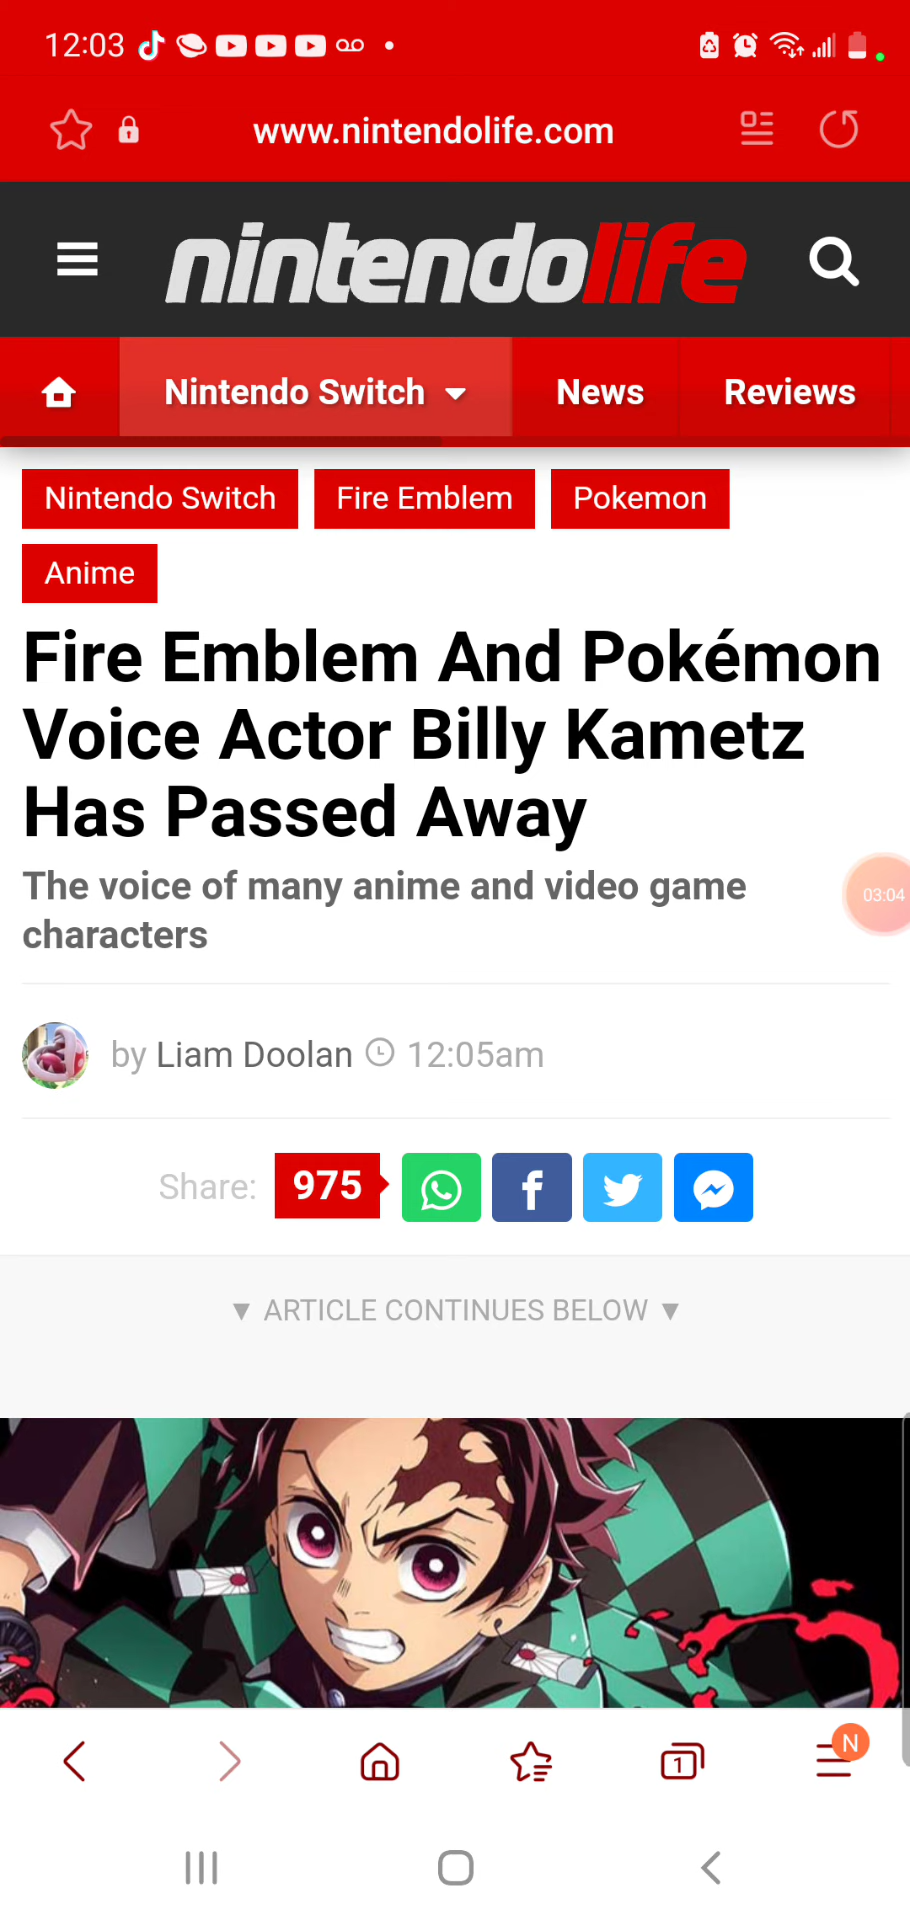 12:03
www.nintendolife.com
nintendolife
Nintendo Switch
News
Reviews
Nintendo Switch
Fire Emblem
Pokemon
Anime
Fire Emblem And Pokémon
Voice Actor Billy Kametz
Has Passed Away
The voice of many anime and video game
characters
03:04
by Liam Doolan 12:05am
Share: 975
▼ ARTICLE CONTINUES BELOW ▼
1
N